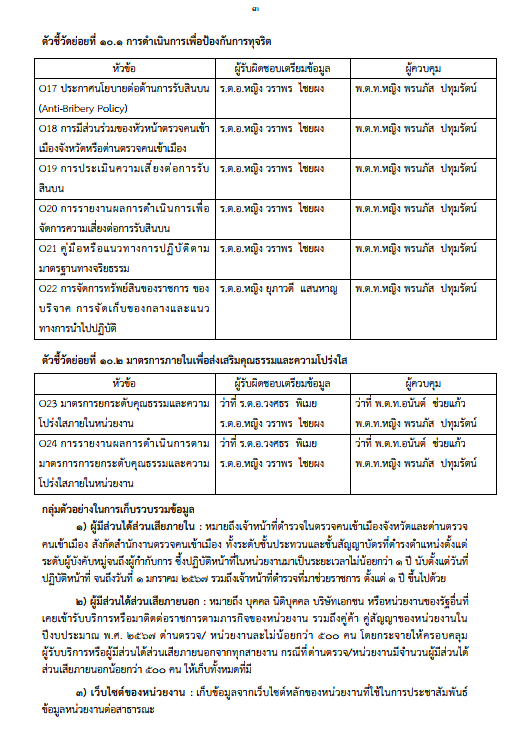 ๓
ตัวชี้วัดย่อยที่ ๑๐.๑ การดำเนินการเพื่อป้องกันการทุจริต
หัวข้อ ผู้รับผิดชอบเตรียมข้อมูล ผู้ควบคุม
O17 ประกาศนโยบายต่อต้านการรับสินบน ร.ต.อ.หญิง วราพร ไชยผง พ.ต.ท.หญิง พรนภัส ปทุมรัตน์
(Anti-Bribery Policy)
O18 การมีส่วนร่วมของหัวหน้าตรวจคนเข้า ร.ต.อ.หญิง วราพร ไชยผง พ.ต.ท.หญิง พรนภัส ปทุมรัตน์
เมืองจังหวัดหรือด่านตรวจคนเข้าเมือง
O19 การประเมินความเสี่ยงต่อการรับ ร.ต.อ.หญิง วราพร ไชยผง พ.ต.ท.หญิง พรนภัส ปทุมรัตน์
สินบน
O20 การรายงานผลการดำเนินการเพื่อ ร.ต.อ.หญิง วราพร ไชยผง พ.ต.ท.หญิง พรนภัส ปทุมรัตน์
จัดการความเสี่ยงต่อการรับสินบน
O21 คู่มือหรือแนวทางการปฏิบัติตาม ร.ต.อ.หญิง วราพร ไชยผง พ.ต.ท.หญิง พรนภัส ปทุมรัตน์
มาตรฐานทางจริยธรรม
O22 การจัดการทรัพย์สินของราชการ ของ ร.ต.อ.หญิง ยุภาวดี แสนหาญ พ.ต.ท.หญิง พรนภัส ปทุมรัตน์
บริจาค การจัดเก็บของกลางและแนว
ทางการนำไปปฏิบัติ
ตัวชี้วัดย่อยที่ ๑๐.๒ มาตรการภายในเพื่อส่งเสริมคุณธรรมและความโปร่งใส
หัวข้อ ผู้รับผิดชอบเตรียมข้อมูล ผู้ควบคุม
O23 มาตรการยกระดับคุณธรรมและความ ว่าที่ ร.ต.อ.วงศธร พิเมย ว่าที่ พ.ต.ท.อนันต์ ช่วยแก้ว
โปร่งใสภายในหน่วยงาน ร.ต.อ.หญิง วราพร ไชยผง พ.ต.ท.หญิง พรนภัส ปทุมรัตน์
O24 การรายงานผลการดำเนินการตาม ว่าที่ ร.ต.อ.วงศธร พิเมย ว่าที่ พ.ต.ท.อนันต์ ช่วยแก้ว
มาตรการการยกระดับคุณธรรมและความ ร.ต.อ.หญิง วราพร ไชยผง พ.ต.ท.หญิง พรนภัส ปทุมรัตน์
โปร่งใสภายในหน่วยงาน
กลุ่มตัวอย่างในการเก็บรวบรวมข้อมูล
๑) ผู้มีส่วนได้ส่วนเสียภายใน : หมายถึงเจ้าหน้าที่ตำรวจในตรวจคนเข้าเมืองจังหวัดและด่านตรวจ
คนเข้าเมือง สังกัดสำนักงานตรวจคนเข้าเมือง ทั้งระดับชั้นประทวนและชั้นสัญญาบัตรที่ดำรงตำแหน่งตั้งแต่
ระดับผู้บังคับหมู่จนถึงผู้กำกับการ ซึ่งปฏิบัติหน้าที่ในหน่วยงานมาเป็นระยะเวลาไม่น้อยกว่า ๑ ปี นับตั้งแต่วันที่
ปฏิบัติหน้าที่ จนถึงวันที่ ๑ มกราคม ๒๕๖๗ รวมถึงเจ้าหน้าที่ตำรวจที่มาช่วยราชการ ตั้งแต่ ๑ ปี ขึ้นไปด้วย
๒) ผู้มีส่วนได้ส่วนเสียภายนอก : หมายถึง บุคคล นิติบุคคล บริษัทเอกชน หรือหน่วยงานของรัฐอื่นที่
เคยเข้ารับบริการหรือมาติดต่อราชการตามภารกิจของหน่วยงาน รวมถึงคู่ค้า คู่สัญญาของหน่วยงานใน
ปีงบประมาณ พ.ศ. ๒๕๖๗ ด่านตรวจ/ หน่วยงานละไม่น้อยกว่า ๕๐๐ คน โดยกระจายให้ครอบคลุม
ผู้รับบริการหรือผู้มีส่วนได้ส่วนเสียภายนอกจากทุกสายงาน กรณีที่ด่านตรวจ/หน่วยงานมีจำนวนผู้มีส่วนได้
ส่วนเสียภายนอกน้อยกว่า ๕๐๐ คน ให้เก็บทั้งหมดที่มี
๓) เว็บไซต์ของหน่วยงาน : เก็บข้อมูลจากเว็บไซต์หลักของหน่วยงานที่ใช้ในการประชาสัมพันธ์
ข้อมูลหน่วยงานต่อสาธารณะ